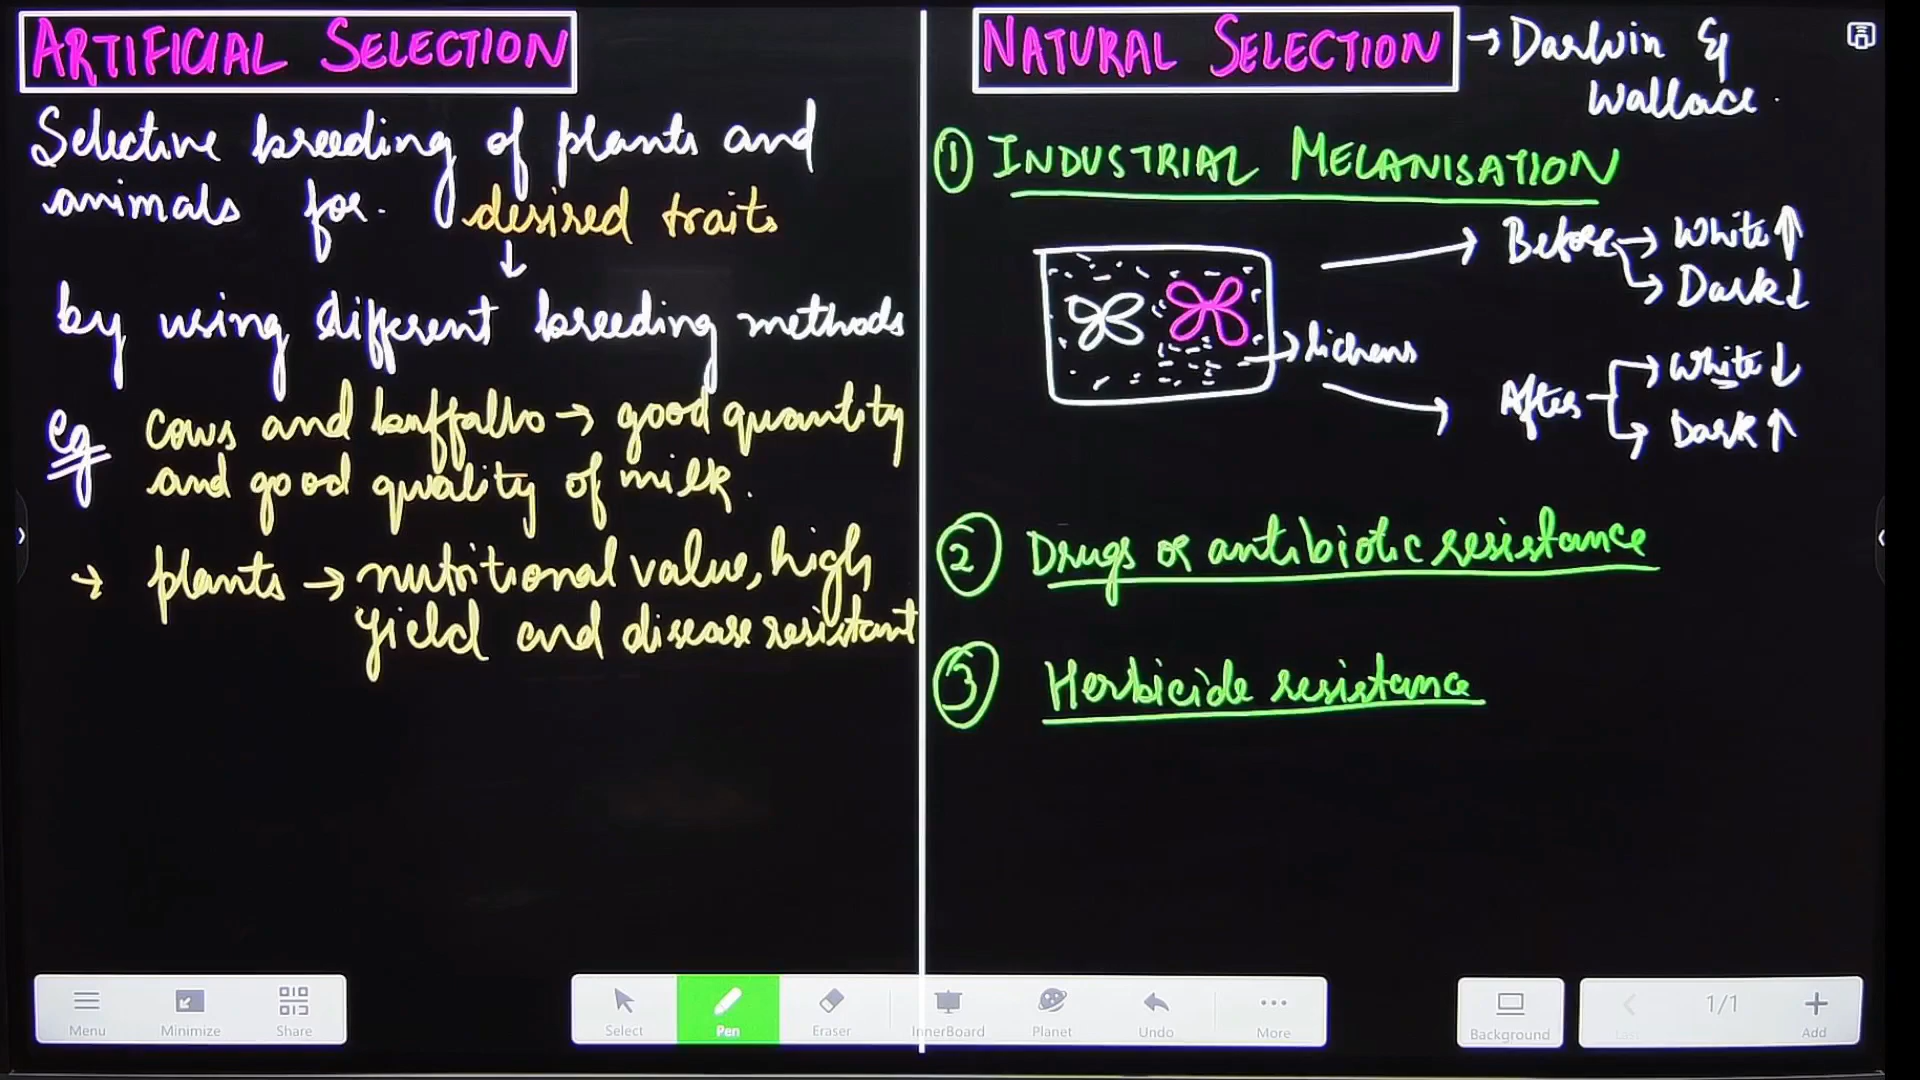 ARTIFICIAL SELECTION
Selective breeding of plants and
animals for desired traits
↓
by using different breeding methods
eg cows and buffallo → good quantity
and good quality of milk.
→ plants → nutritional value, high
yield and disease resistant
NATURAL SELECTION → Darwin &
Wallace.
① INDUSTRIAL MELANISATION
Before → White ↑
→ Dark ↓
→ lichens
After → White ↓
→ Dark ↑
② Drugs or antibiotic resistance
③ Herbicide resistance
Menu Minimize Share Select Pen Eraser InnerBoard Planet Undo More Background Last 1/1 Add